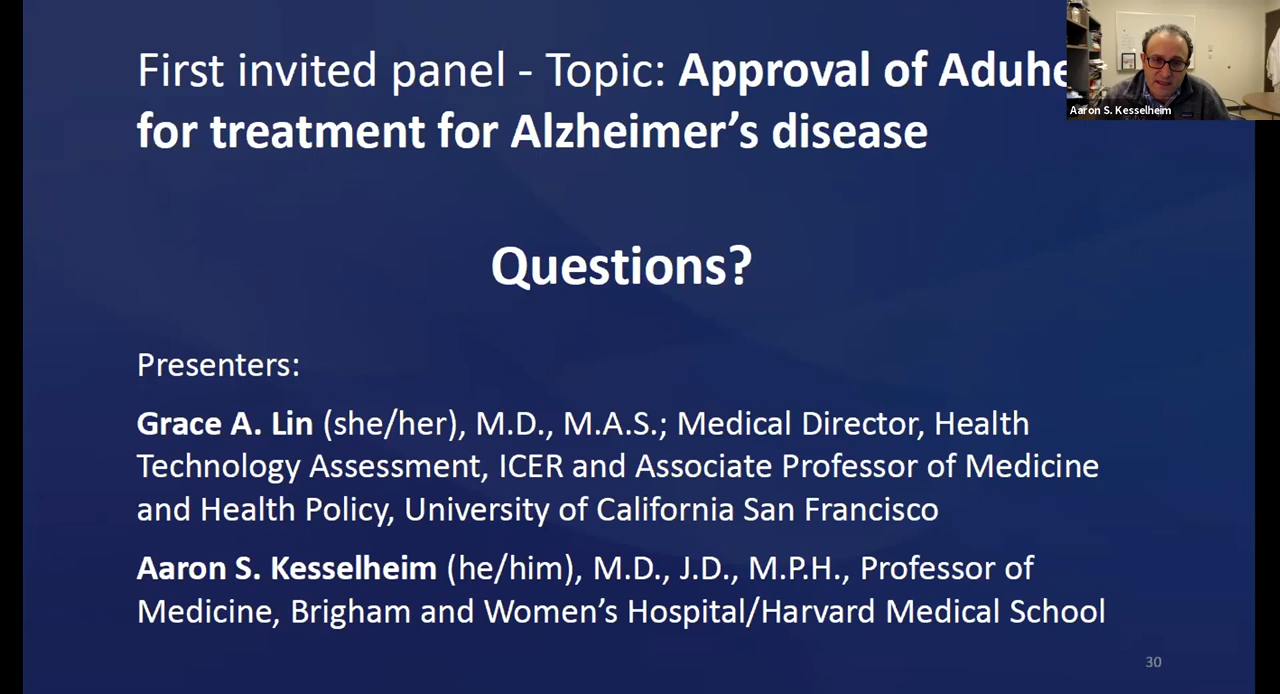 First invited panel - Topic: Approval of Aduhe
for treatment for Alzheimer's disease
Aaron S. Kesselheim
Questions?
Presenters:
Grace A. Lin (she/her), M.D., M.A.S.; Medical Director, Health
Technology Assessment, ICER and Associate Professor of Medicine
and Health Policy, University of California San Francisco
Aaron S. Kesselheim (he/him), M.D., J.D., M.P.H., Professor of
Medicine, Brigham and Women's Hospital/Harvard Medical School
30